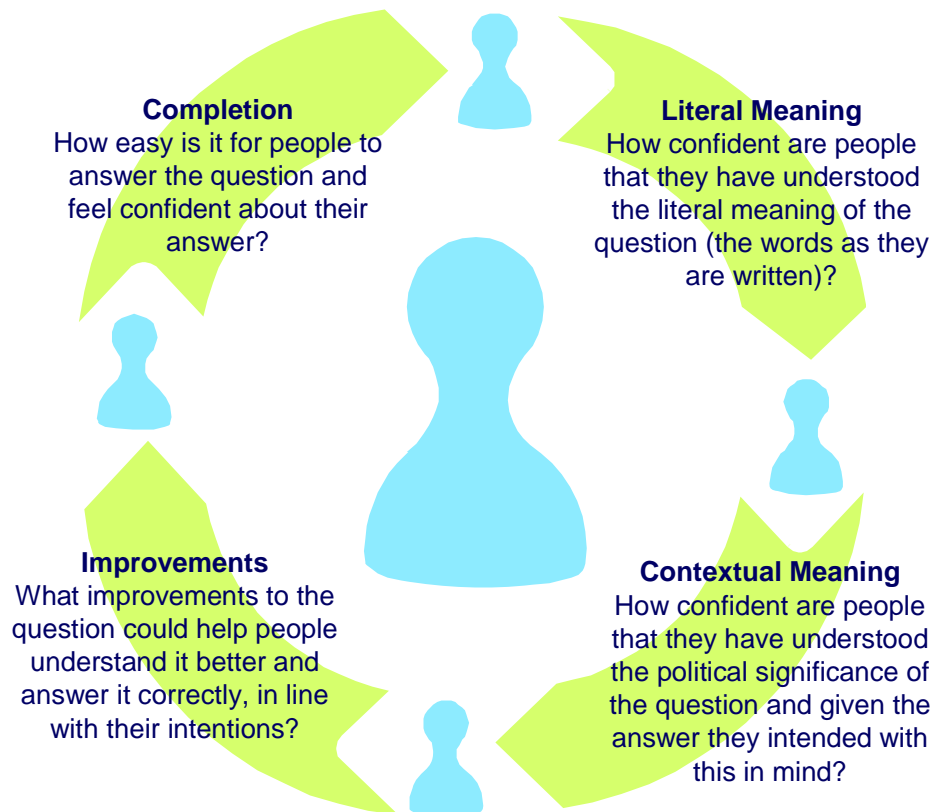 Completion
How easy is it for people to
answer the question and
feel confident about their
answer?
Literal Meaning
How confident are people
that they have understood
the literal meaning of the
question (the words as they
are written)?
Improvements
What improvements to the
question could help people
understand it better and
answer it correctly, in line
with their intentions?
Contextual Meaning
How confident are people
that they have understood
the political significance of
the question and given the
answer they intended with
this in mind?